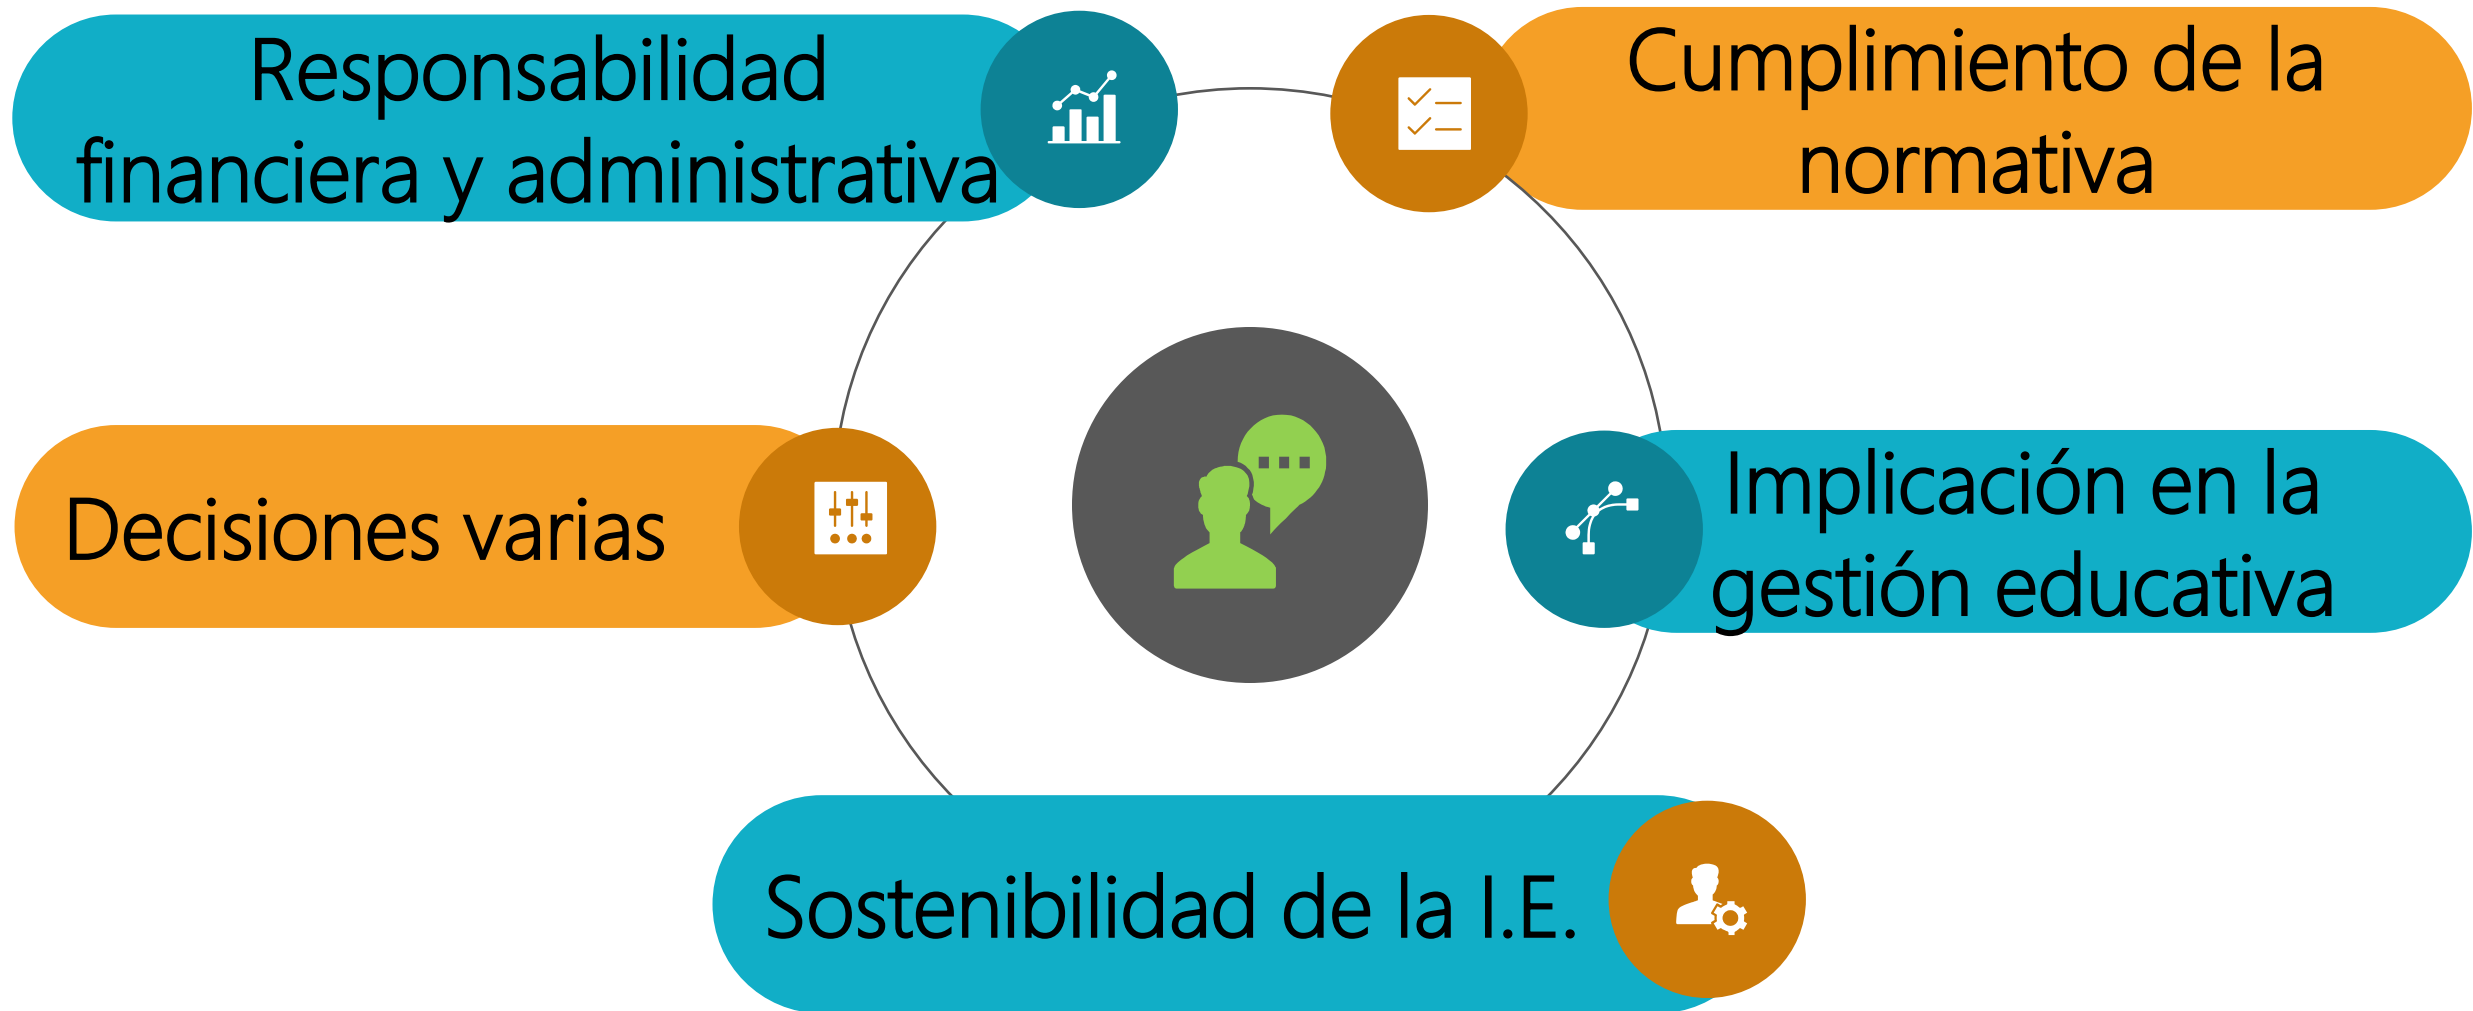 Responsabilidad
financiera y administrativa
Cumplimiento de la
normativa
Decisiones varias
Implicación en la
gestión educativa
Sostenibilidad de la I.E.